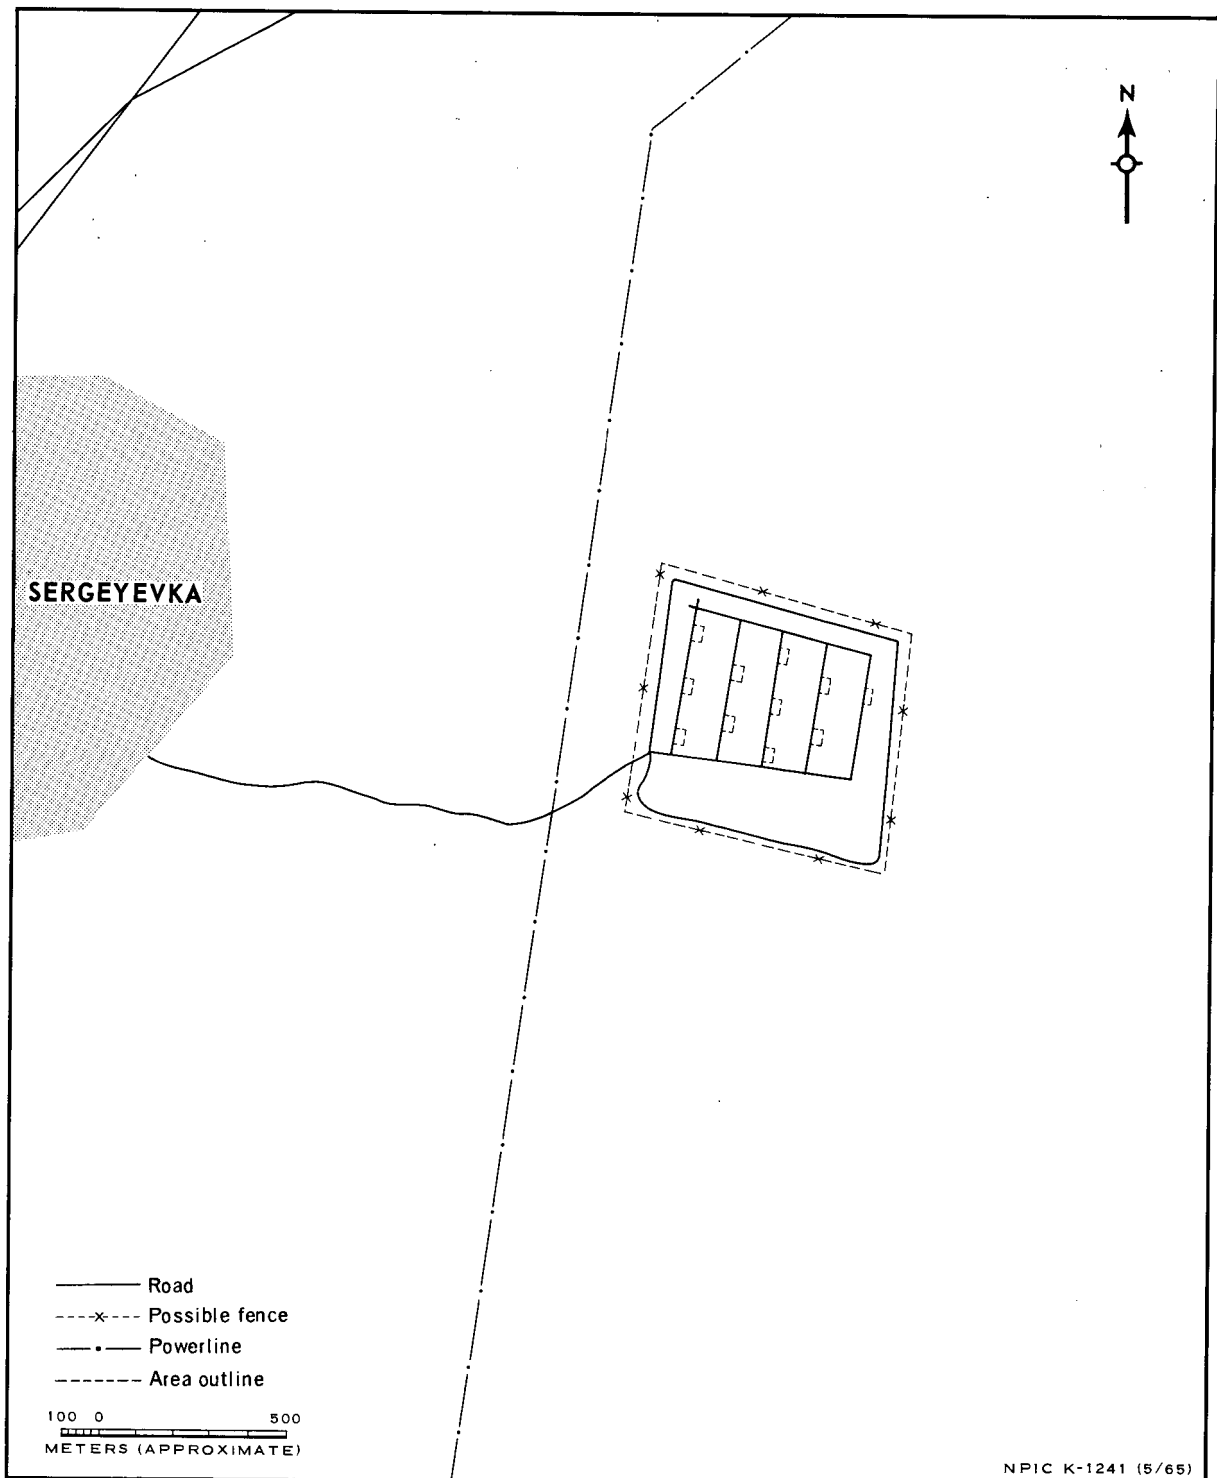 N
SERGEYEVKA
Road
Possible fence
Powerline
Area outline
100 0 500
METERS (APPROXIMATE)
NPIC K-1241 (5/65)